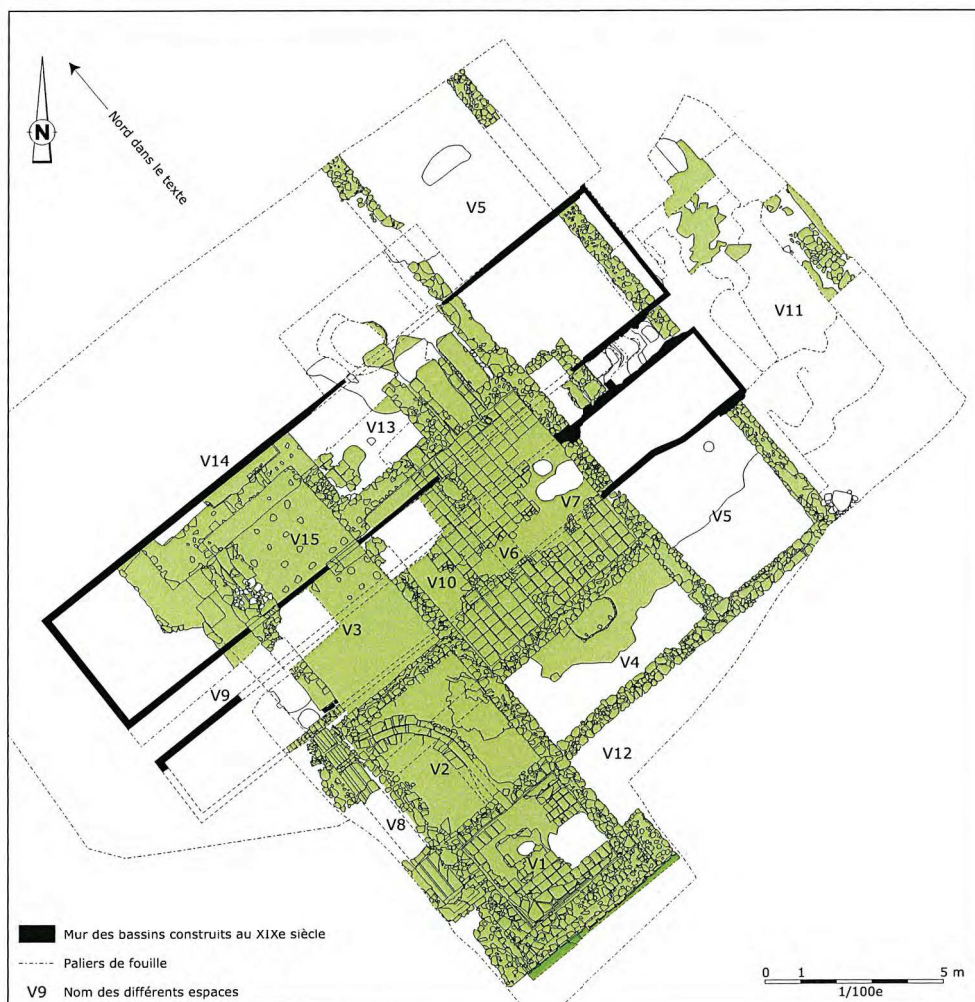 N
Nord dans le texte
V5
V11
V13
V14
V7
V5
V15
V6
V10
V3
V4
V9
V12
V2
V8
V1
Mur des bassins construits au XIXe siècle
Paliers de fouille
V9 Nom des différents espaces
0 1 5 m
1/100e